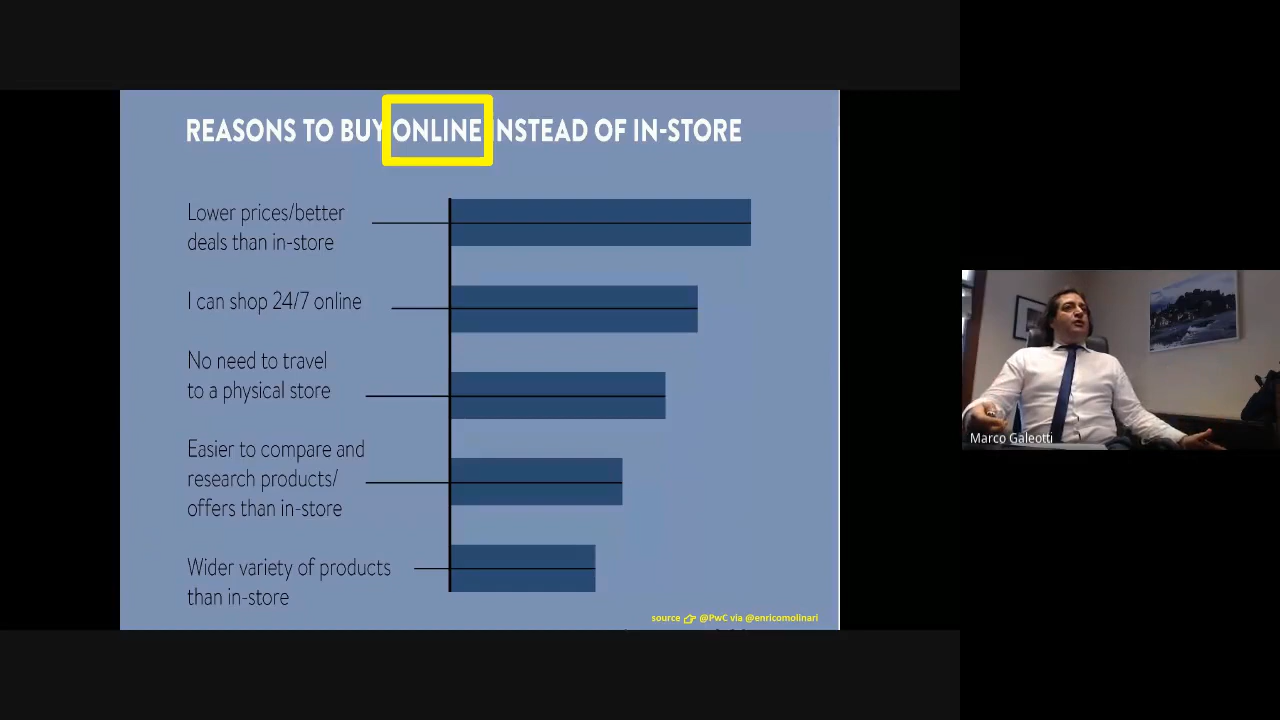 REASONS TO BUY ONLINE INSTEAD OF IN-STORE
Lower prices/better
deals than in-store
I can shop 24/7 online
No need to travel
to a physical store
Easier to compare and
research products/
offers than in-store
Wider variety of products
than in-store
source 👉 @PwC via @enricomolinari
Marco Galeotti